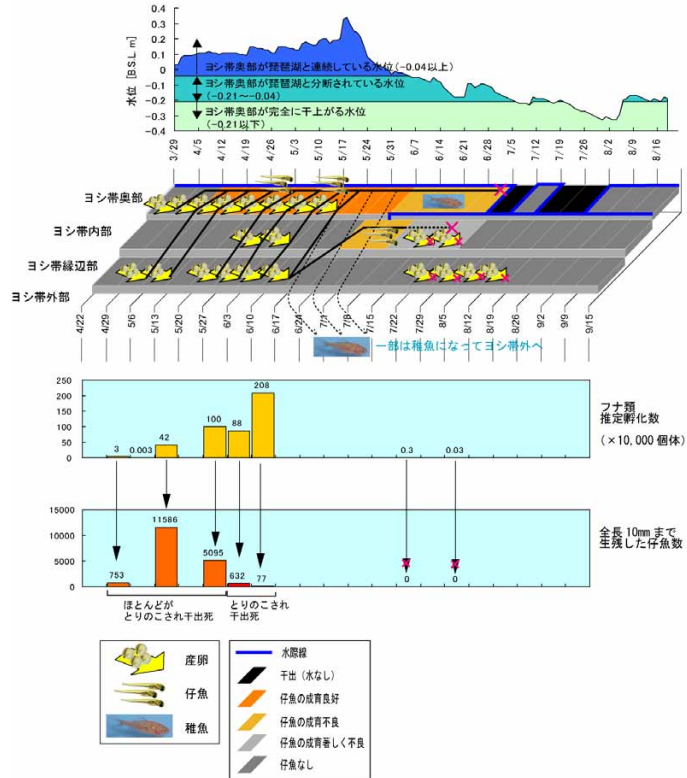 0.4
0.3
0.2
0.1
0
-0.1
-0.2
-0.3
-0.4
水位 [B.S.L. m]
ヨシ帯奥部が琵琶湖と連続している水位(-0.04以上)
ヨシ帯奥部が琵琶湖と分断されている水位
(-0.21~-0.04)
ヨシ帯奥部が完全に干上がる水位
(-0.21以下)
3/29 4/5 4/12 4/19 4/26 5/3 5/10 5/17 5/24 5/31 6/7 6/14 6/21 6/28 7/5 7/12 7/19 7/26 8/2 8/9 8/16
ヨシ帯奥部
ヨシ帯内部
ヨシ帯縁辺部
ヨシ帯外部
4/22 4/29 5/6 5/13 5/20 5/27 6/3 6/10 6/17 6/24 7/1 7/8 7/15 7/22 7/29 8/5 8/12 8/19 8/26 9/2 9/9 9/15
一部は稚魚になってヨシ帯外へ
250
200
150
100
50
0
3 0.003 42 100 88 208 0.3 0.03
フナ類
推定孵化数
(×10,000 個体)
15000
10000
5000
0
753 11586 5095 632 77 0 0
全長10mmまで
生残した仔魚数
ほとんどが
とりのこされ干出死
とりのこされ
干出死
産卵
仔魚
稚魚
水際線
干出(水なし)
仔魚の成育良好
仔魚の成育不良
仔魚の成育著しく不良
仔魚なし